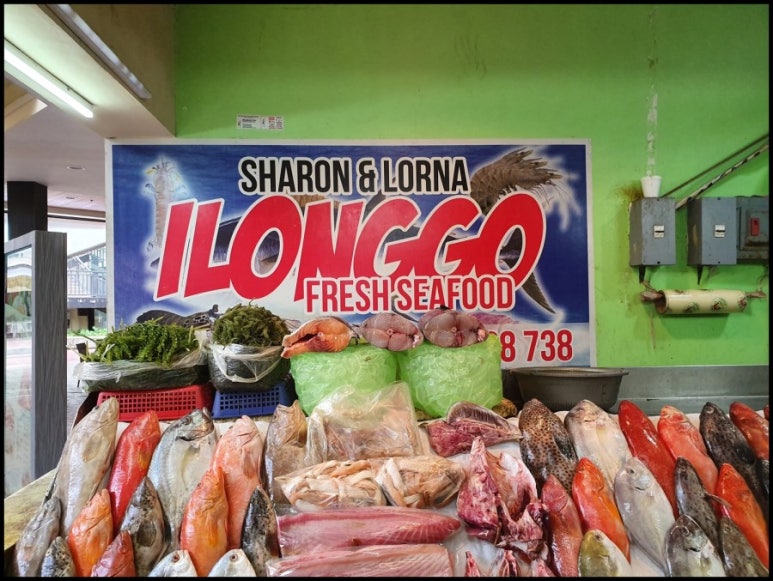 SHARON & LORNA
ILONGGO
FRESH SEAFOOD
8 738